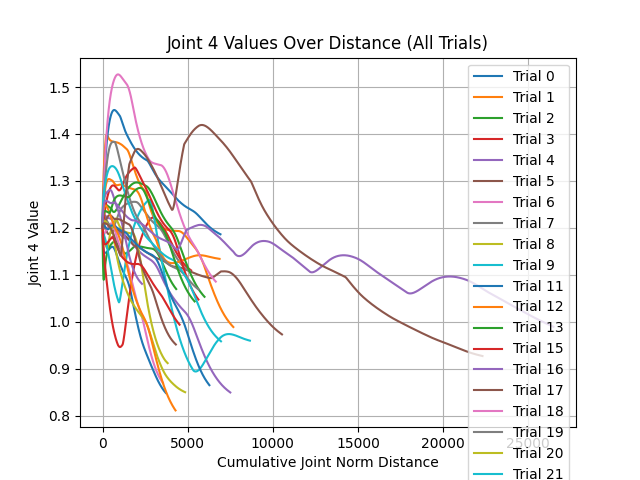 Joint 4 Values Over Distance (All Trials)
1.5
1.4
1.3
1.2
1.1
1.0
0.9
0.8
Joint 4 Value
0
5000
10000
15000
20000
25000
Cumulative Joint Norm Distance
Trial 0
Trial 1
Trial 2
Trial 3
Trial 4
Trial 5
Trial 6
Trial 7
Trial 8
Trial 9
Trial 11
Trial 12
Trial 13
Trial 15
Trial 16
Trial 17
Trial 18
Trial 19
Trial 20
Trial 21